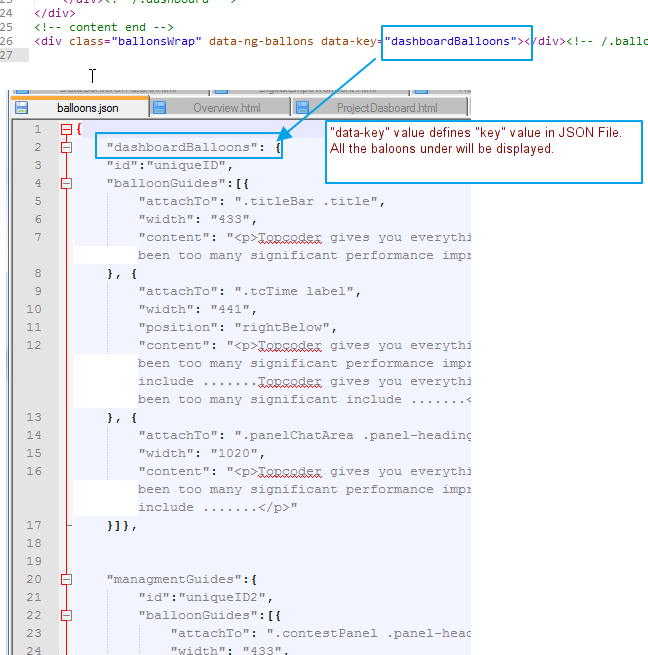 24 </div>
25 <!-- content end -->
26 <div class="ballonsWrap" data-ng-ballons data-key="dashboardBalloons"></div><!-- /.ballo
27
balloons.json Overview.html ProjectDasboard.html
"data-key" value defines "key" value in JSON File.
All the baloons under will be displayed.
1 {
2 "dashboardBalloons": {
3 "id":"uniqueID",
4 "balloonGuides":[{
5 "attachTo": ".titleBar .title",
6 "width": "433",
7 "content": "<p>Topcoder gives you everythi
been too many significant performance impr
8 }, {
9 "attachTo": ".tcTime label",
10 "width": "441",
11 "position": "rightBelow",
12 "content": "<p>Topcoder gives you everythi
been too many significant performance impr
include .......Topcoder gives you everythi
been too many significant include .......<
13 }, {
14 "attachTo": ".panelChatArea .panel-heading
15 "width": "1020",
16 "content": "<p>Topcoder gives you everythi
been too many significant performance impr
include .......</p>"
17 }]},
18
19
20 "managmentGuides":{
21 "id":"uniqueID2",
22 "balloonGuides":[{
23 "attachTo": ".contestPanel .panel-head
24 "width": "433",